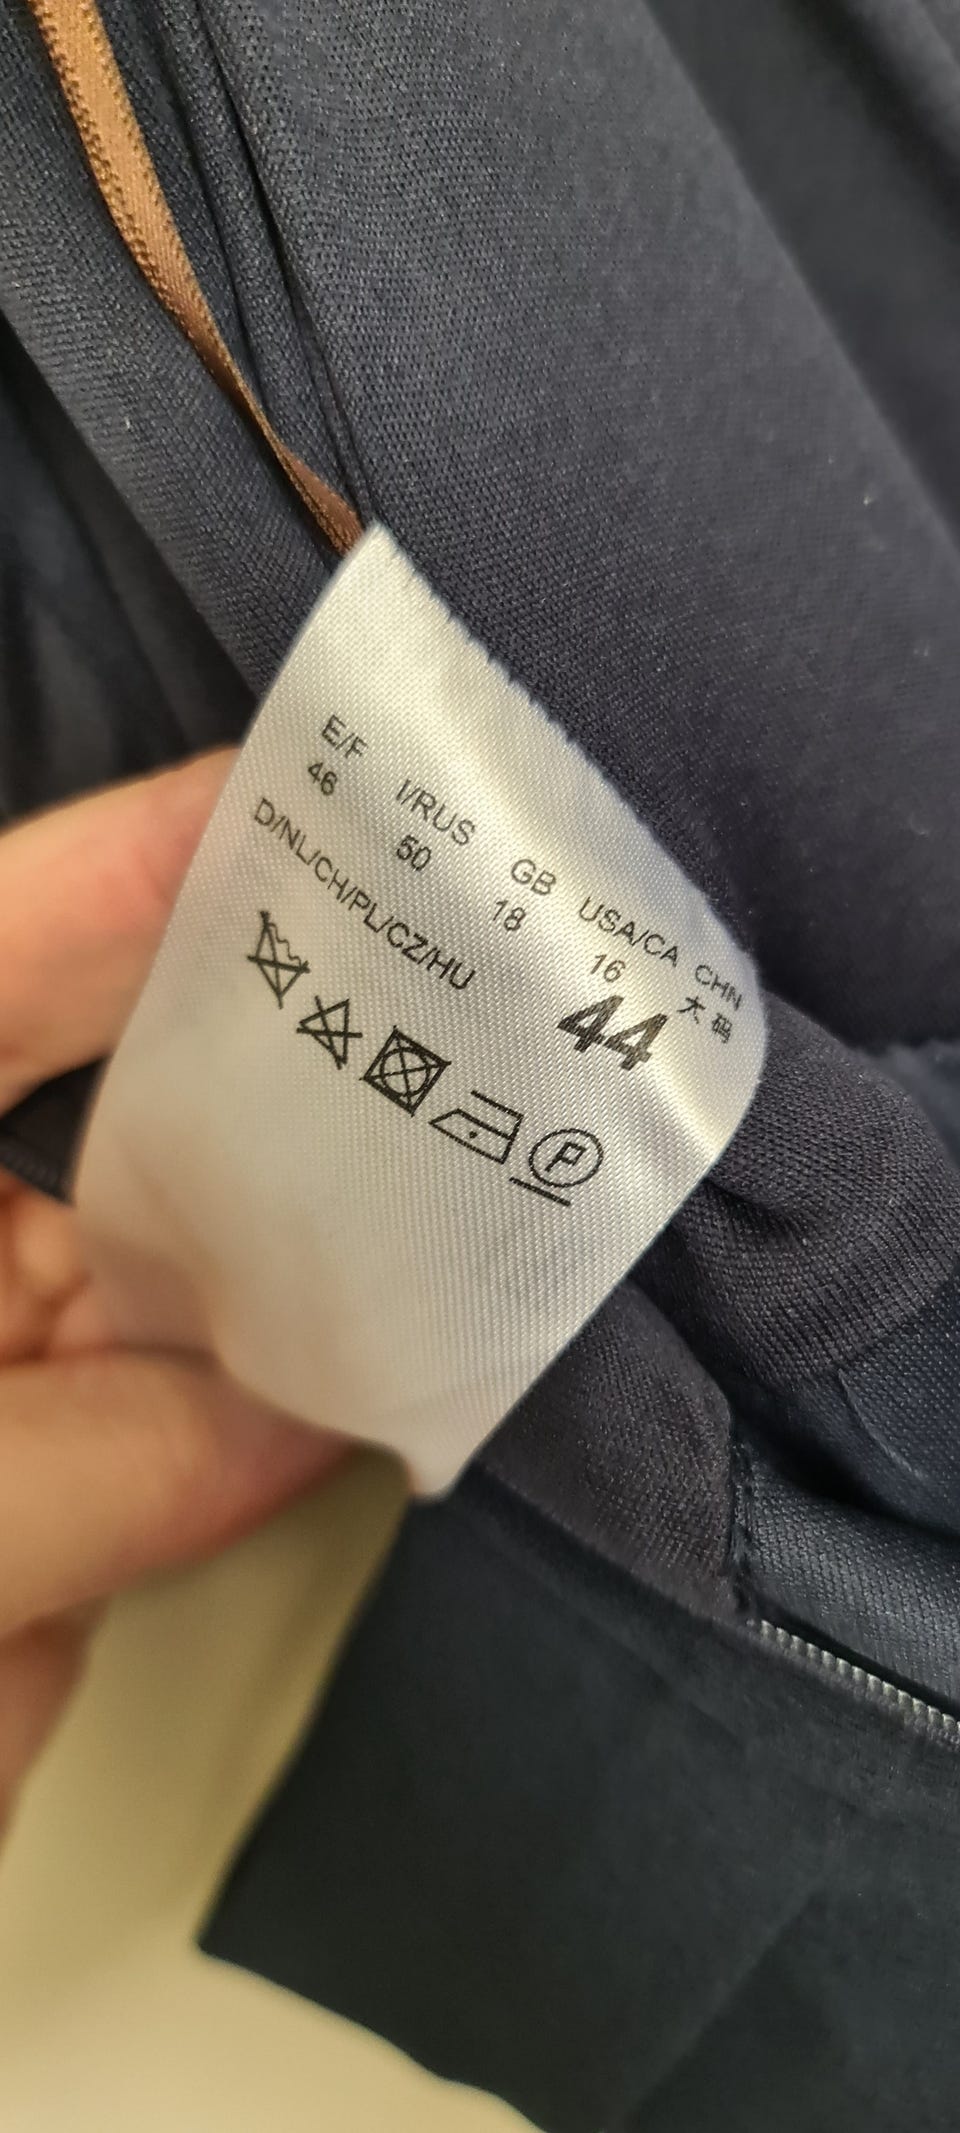 E/F I/RUS GB USA/CA CHN
46 50 18 16 大码
D/NL/CH/PL/CZ/HU 44
P